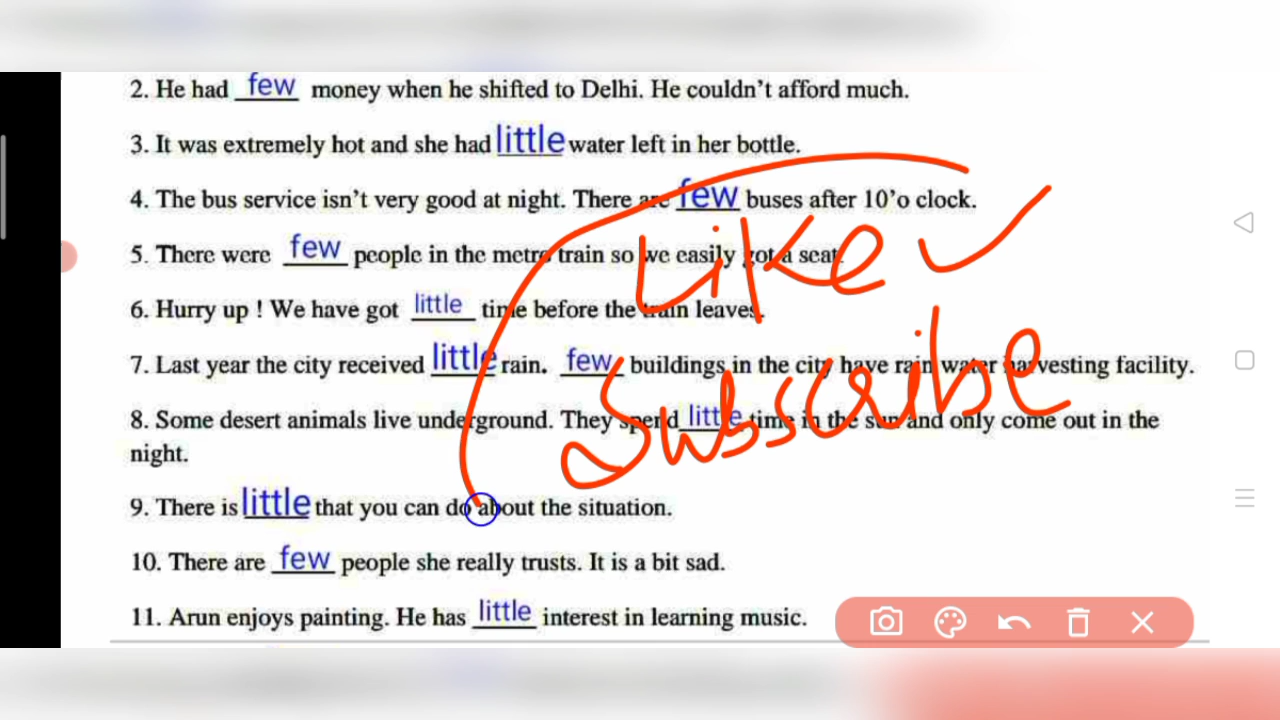 2. He had few money when he shifted to Delhi. He couldn't afford much.
3. It was extremely hot and she had little water left in her bottle.
4. The bus service isn't very good at night. There are few buses after 10'o clock.
5. There were few people in the metro train so we easily got a seat.
6. Hurry up ! We have got little time before the train leaves.
7. Last year the city received little rain. few buildings in the city have rain water harvesting facility.
8. Some desert animals live underground. They spend little time in the sun and only come out in the
night.
9. There is little that you can do about the situation.
10. There are few people she really trusts. It is a bit sad.
11. Arun enjoys painting. He has little interest in learning music.
Like
Subscribe